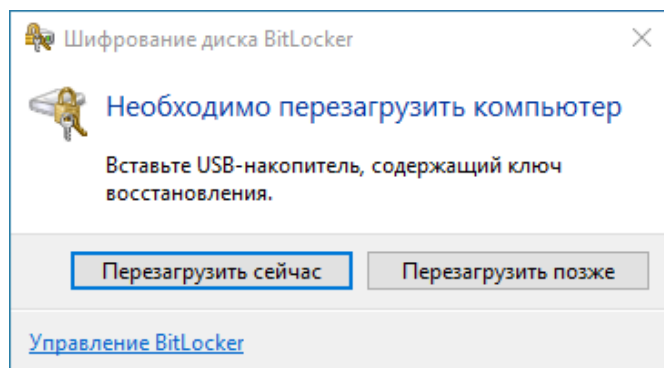 Шифрование диска BitLocker
Необходимо перезагрузить компьютер
Вставьте USB-накопитель, содержащий ключ
восстановления.
Перезагрузить сейчас
Перезагрузить позже
Управление BitLocker